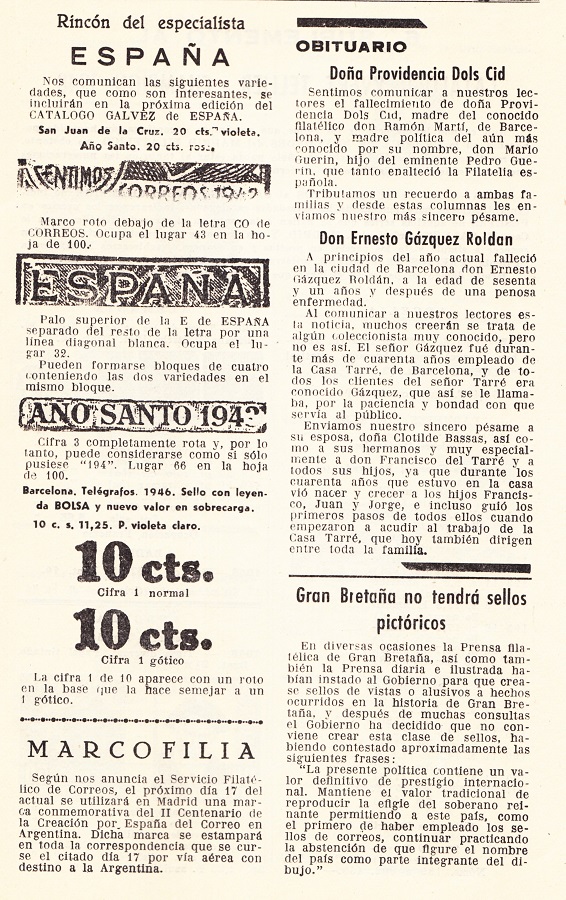 Rincón del especialista
ESPAÑA
Nos comunican las siguientes varie-
dades, que como son interesantes, se
incluirán en la próxima edición del
CATALOGO GALVEZ de ESPAÑA.
San Juan de la Cruz. 20 cts. violeta.
Año Santo. 20 cts. rosa.
CENTIMOS
CORREOS 1942
Marco roto debajo de la letra CO de
CORREOS. Ocupa el lugar 43 en la ho-
ja de 100.
ESPAÑA
Palo superior de la E de ESPAÑA
separado del resto de la letra por una
línea diagonal blanca. Ocupa el lu-
gar 32.
Pueden formarse bloques de cuatro
conteniendo las dos variedades en el
mismo bloque.
AÑO SANTO 1943
Cifra 3 completamente rota y, por lo
tanto, puede considerarse como si sólo
pusiese "194". Lugar 66 en la hoja
de 100.
Barcelona. Telégrafos. 1946. Sello con leyen-
da BOLSA y nuevo valor en sobrecarga.
10 c. s. 11,25. P. violeta claro.
10 cts.
Cifra 1 normal
10 cts.
Cifra 1 gótico
La cifra 1 de 10 aparece con un roto
en la base que la hace semejar a un
1 gótico.
MARCOFILIA
Según nos anuncia el Servicio Filaté-
lico de Correos, el próximo día 17 del
actual se utilizará en Madrid una mar-
ca conmemorativa del II Centenario de
la Creación por España del Correo en
Argentina. Dicha marca se estampará
en toda la correspondencia que se cur-
se el citado día 17 por vía aérea con
destino a la Argentina.
OBITUARIO
Doña Providencia Dols Cid
Sentimos comunicar a nuestros lec-
tores el fallecimiento de doña Provi-
dencia Dols Cid, madre del conocido
filatélico don Ramón Martí, de Barce-
lona, y madre política del aún más
conocido por su nombre, don Mario
Guerin, hijo del eminente Pedro Gue-
rin, que tanto enalteció la Filatelia es-
pañola.
Tributamos un recuerdo a ambas fa-
milias y desde estas columnas les en-
viamos nuestro más sincero pésame.
Don Ernesto Gázquez Roldan
A principios del año actual falleció
en la ciudad de Barcelona don Ernesto
Gázquez Roldán, a la edad de sesenta
y un años y después de una penosa
enfermedad.
Al comunicar a nuestros lectores es-
ta noticia, muchos creerán se trata de
algún coleccionista muy conocido, pero
no es así. El señor Gázquez fué duran-
te más de cuarenta años empleado de
la Casa Tarré, de Barcelona, y de to-
dos los clientes del señor Tarré era
conocido Gázquez, que así se le llama-
ba, por la paciencia y bondad con que
servía al público.
Enviamos nuestro sincero pésame a
su esposa, doña Clotilde Bassas, así co-
mo a sus hermanos y muy especial-
mente a don Francisco del Tarré y a
todos sus hijos, ya que durante los
cuarenta años que estuvo en la casa
vió nacer y crecer a los hijos Francis-
co, Juan y Jorge, e incluso guió los
primeros pasos de todos ellos cuando
empezaron a acudir al trabajo de la
Casa Tarré, que hoy también dirigen
entre toda la familia.
Gran Bretaña no tendrá sellos
pictóricos
En diversas ocasiones la Prensa fila-
télica de Gran Bretaña, así como tam-
bién la Prensa diaria e ilustrada ha-
bían instado al Gobierno para que crea-
se sellos de vistas o alusivos a hechos
ocurridos en la historia de Gran Bre-
taña, y después de muchas consultas
el Gobierno ha decidido que no con-
viene crear esta clase de sellos, ha-
biendo contestado aproximadamente las
siguientes frases:
"La presente política contiene un va-
lor definitivo de prestigio internacio-
nal. Mantiene el valor tradicional de
reproducir la efigie del soberano rei-
nante permitiendo a este país, como
el primero de haber empleado los se-
llos de correos, continuar practicando
la abstención de que figure el nombre
del país como parte integrante del di-
bujo."